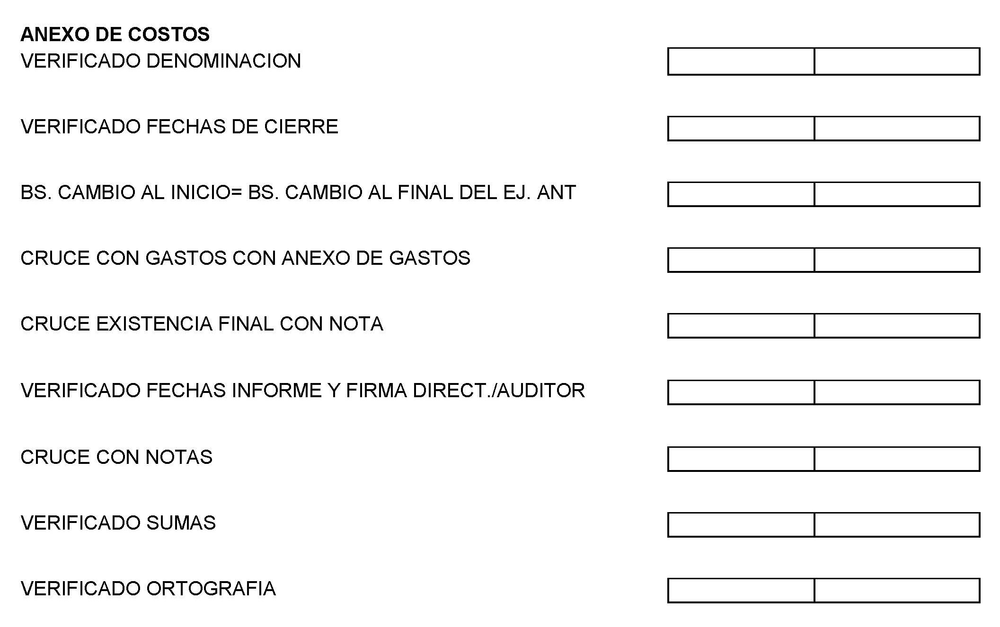 ANEXO DE COSTOS
VERIFICADO DENOMINACION
VERIFICADO FECHAS DE CIERRE
BS. CAMBIO AL INICIO= BS. CAMBIO AL FINAL DEL EJ. ANT
CRUCE CON GASTOS CON ANEXO DE GASTOS
CRUCE EXISTENCIA FINAL CON NOTA
VERIFICADO FECHAS INFORME Y FIRMA DIRECT./AUDITOR
CRUCE CON NOTAS
VERIFICADO SUMAS
VERIFICADO ORTOGRAFIA